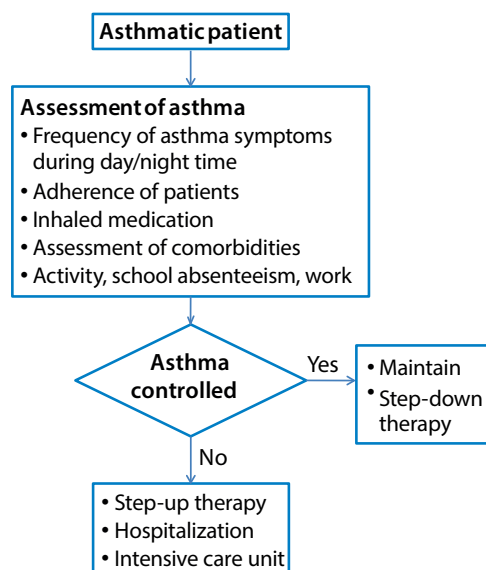 Asthmatic patient
Assessment of asthma
• Frequency of asthma symptoms
during day/night time
• Adherence of patients
• Inhaled medication
• Assessment of comorbidities
• Activity, school absenteeism, work
Asthma
controlled
Yes
• Maintain
• Step-down
therapy
No
• Step-up therapy
• Hospitalization
• Intensive care unit